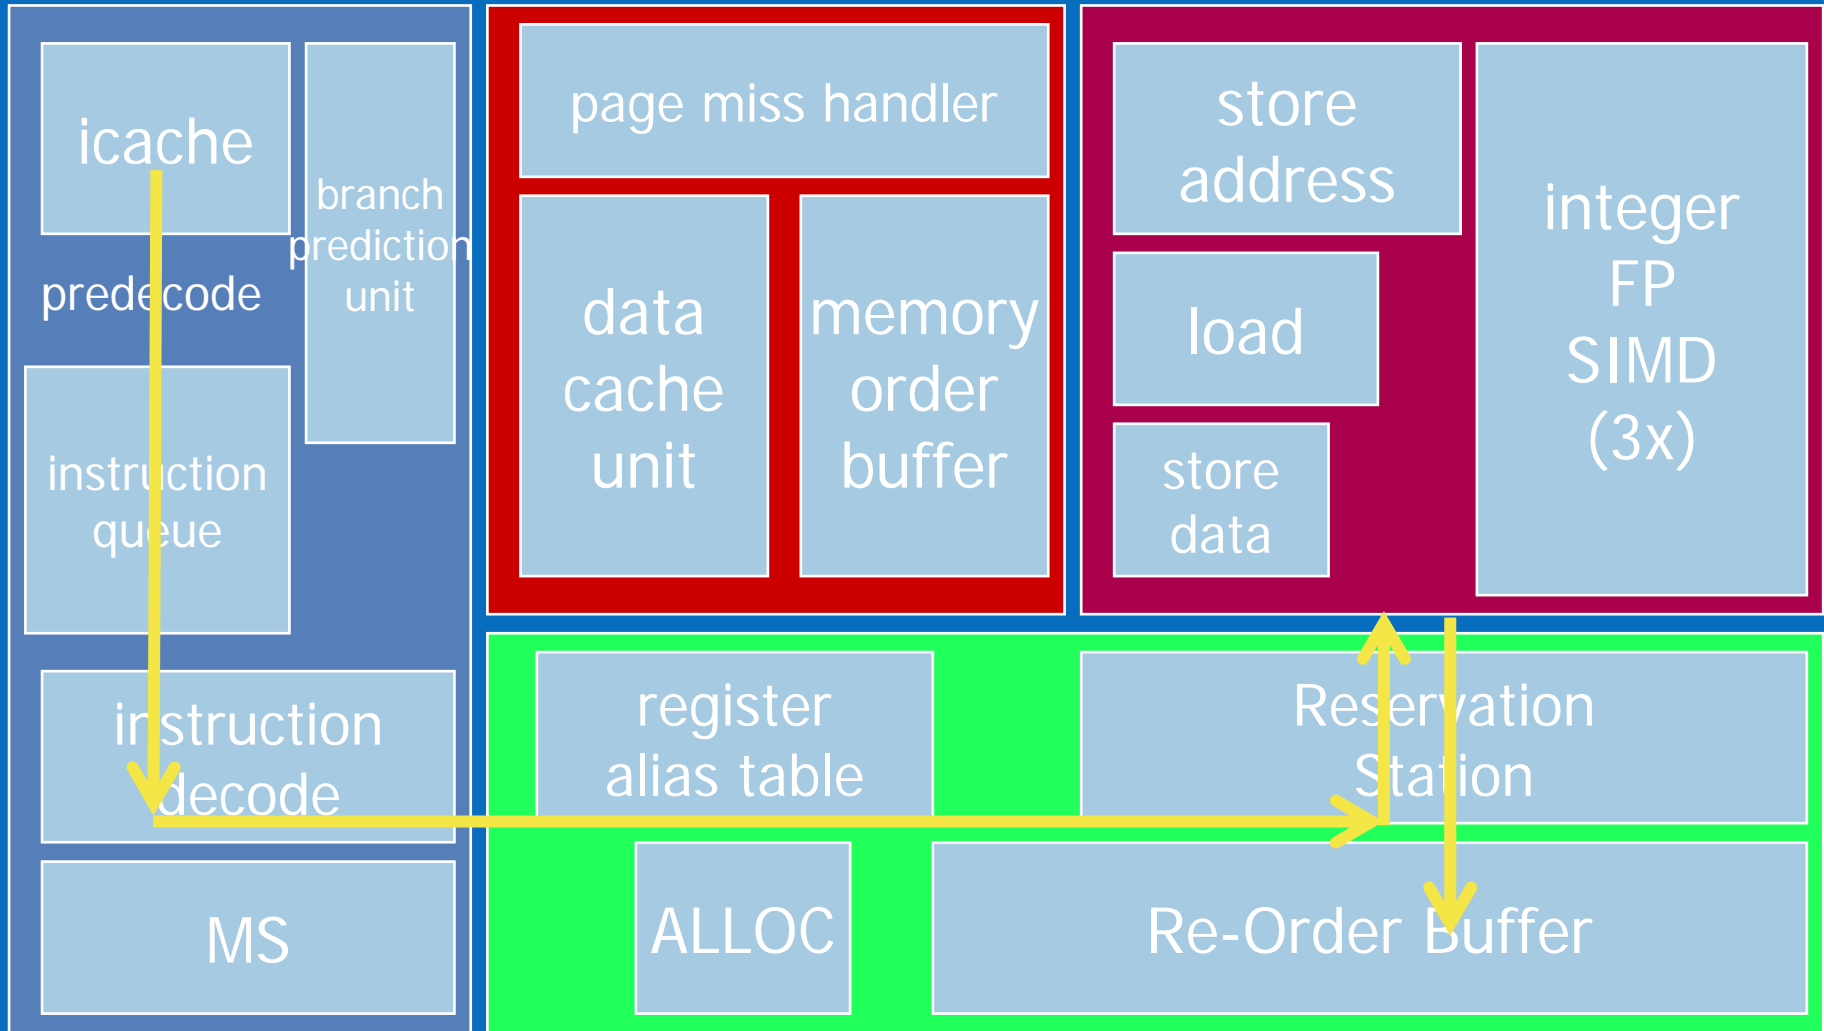 icache
branch
prediction
unit
predecode
instruction
queue
instruction
decode
MS
page miss handler
data
cache
unit
memory
order
buffer
store
address
load
store
data
integer
FP
SIMD
(3x)
register
alias table
Reservation
Station
ALLOC
Re-Order Buffer